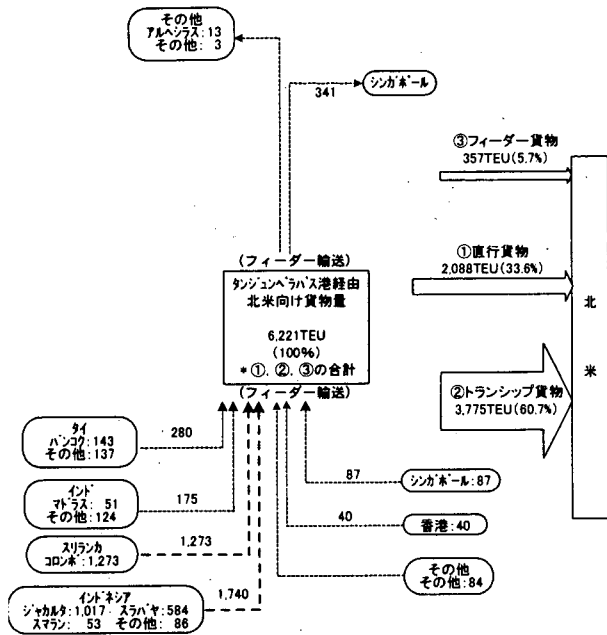 その他
アルヘシラス:13
その他: 3
341
シンガポール
③フィーダー貨物
357TEU(5.7%)
①直行貨物
2,088TEU(33.6%)
②トランシップ貨物
3,775TEU(60.7%)
北
米
(フィーダー輸送)
タンジュンペラパス港経由
北米向け貨物量
6,221TEU
(100%)
*①、②、③の合計
(フィーダー輸送)
タイ
バンコク:143
その他:137
280
インド
マドラス: 51
その他:124
175
スリランカ
コロンボ:1,273
1,273
インドネシア
ジャカルタ:1,017 スラバヤ:584
スマラン: 53 その他: 86
1,740
87
シンガポール:87
40
香港:40
その他
その他:84